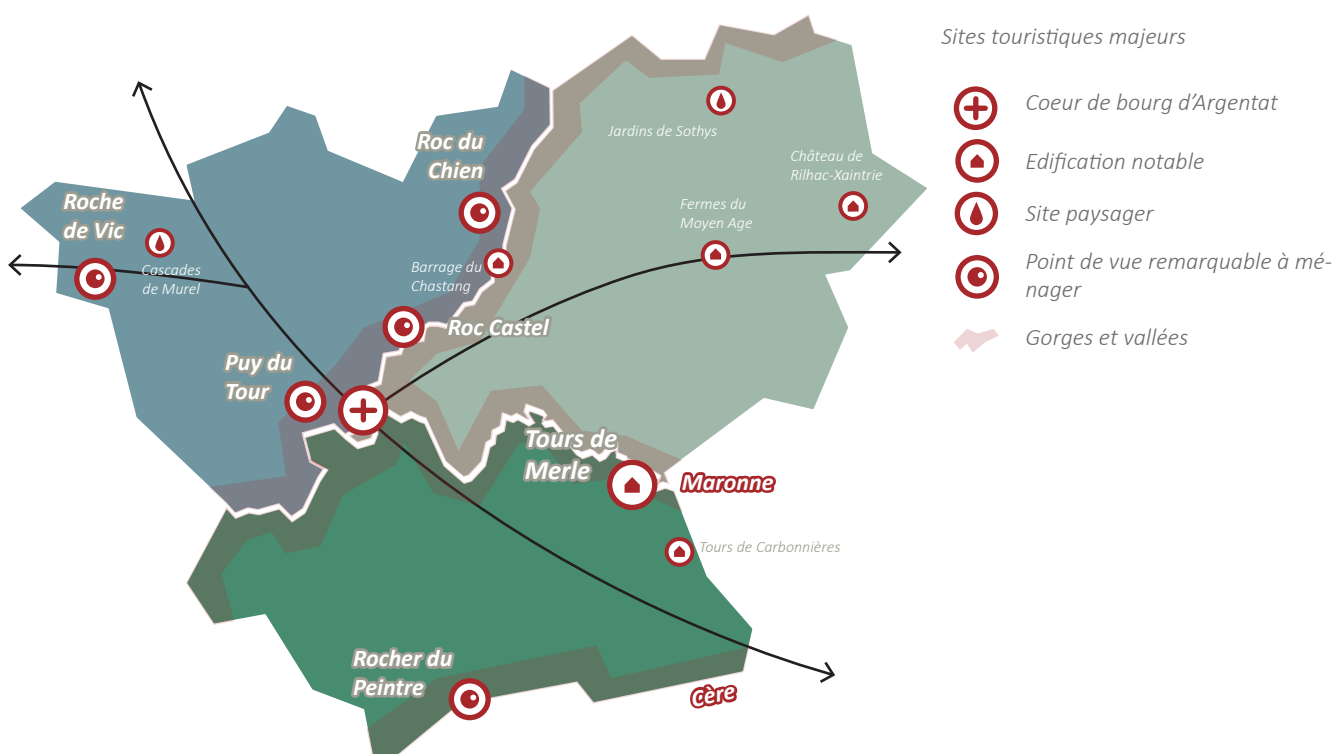 Sites touristiques majeurs
Coeur de bourg d'Argentat
Edification notable
Site paysager
Point de vue remarquable à mé-
nager
Gorges et vallées
Jardins de Sothys
Roc du
Chien
Château de
Rilhac-Xaintrie
Roche
de Vic
Fermes du
Moyen Age
Cascades
de Murel
Barrage du
Chastang
Roc Castel
Puy du
Tour
Tours de
Merle
Maronne
Tours de Carbonnières
Rocher du
Peintre
cère